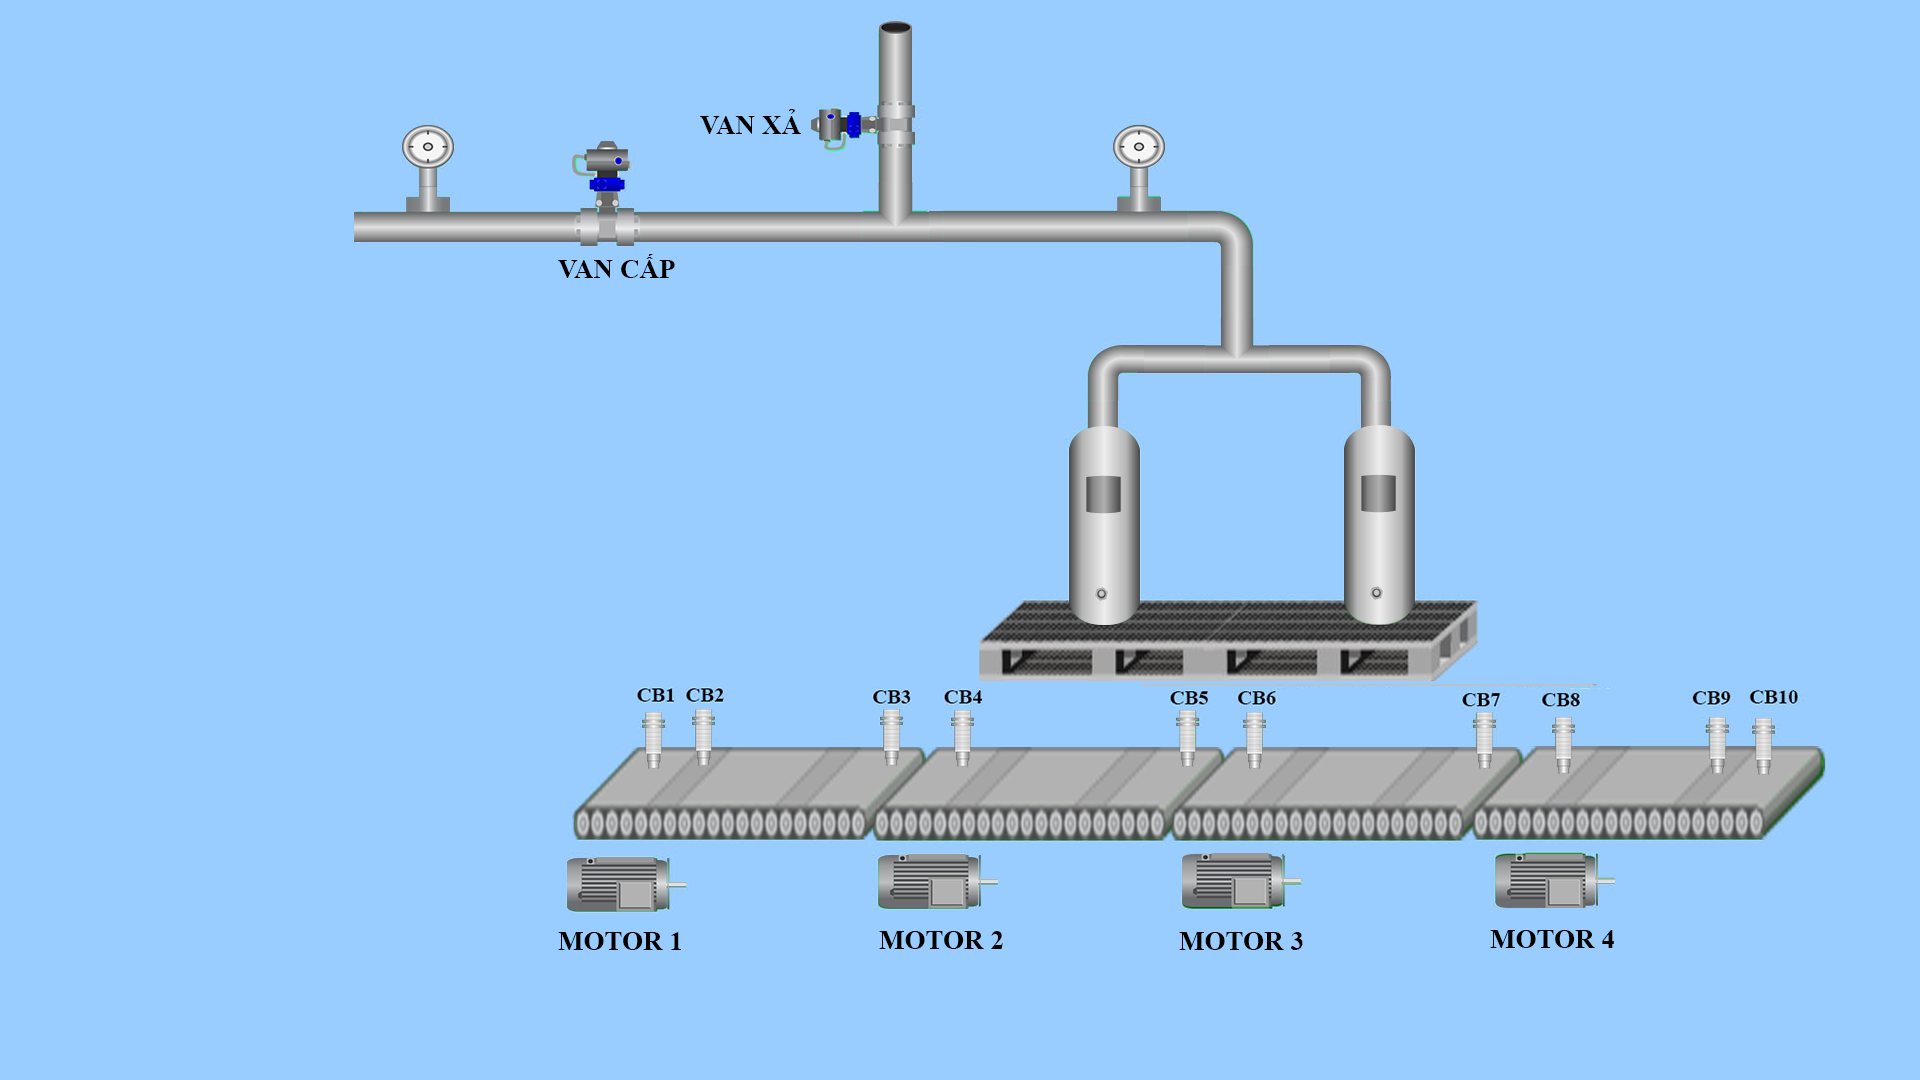 VAN XẢ
VAN CẤP
CB1 CB2 CB3 CB4 CB5 CB6 CB7 CB8 CB9 CB10
MOTOR 1 MOTOR 2 MOTOR 3 MOTOR 4